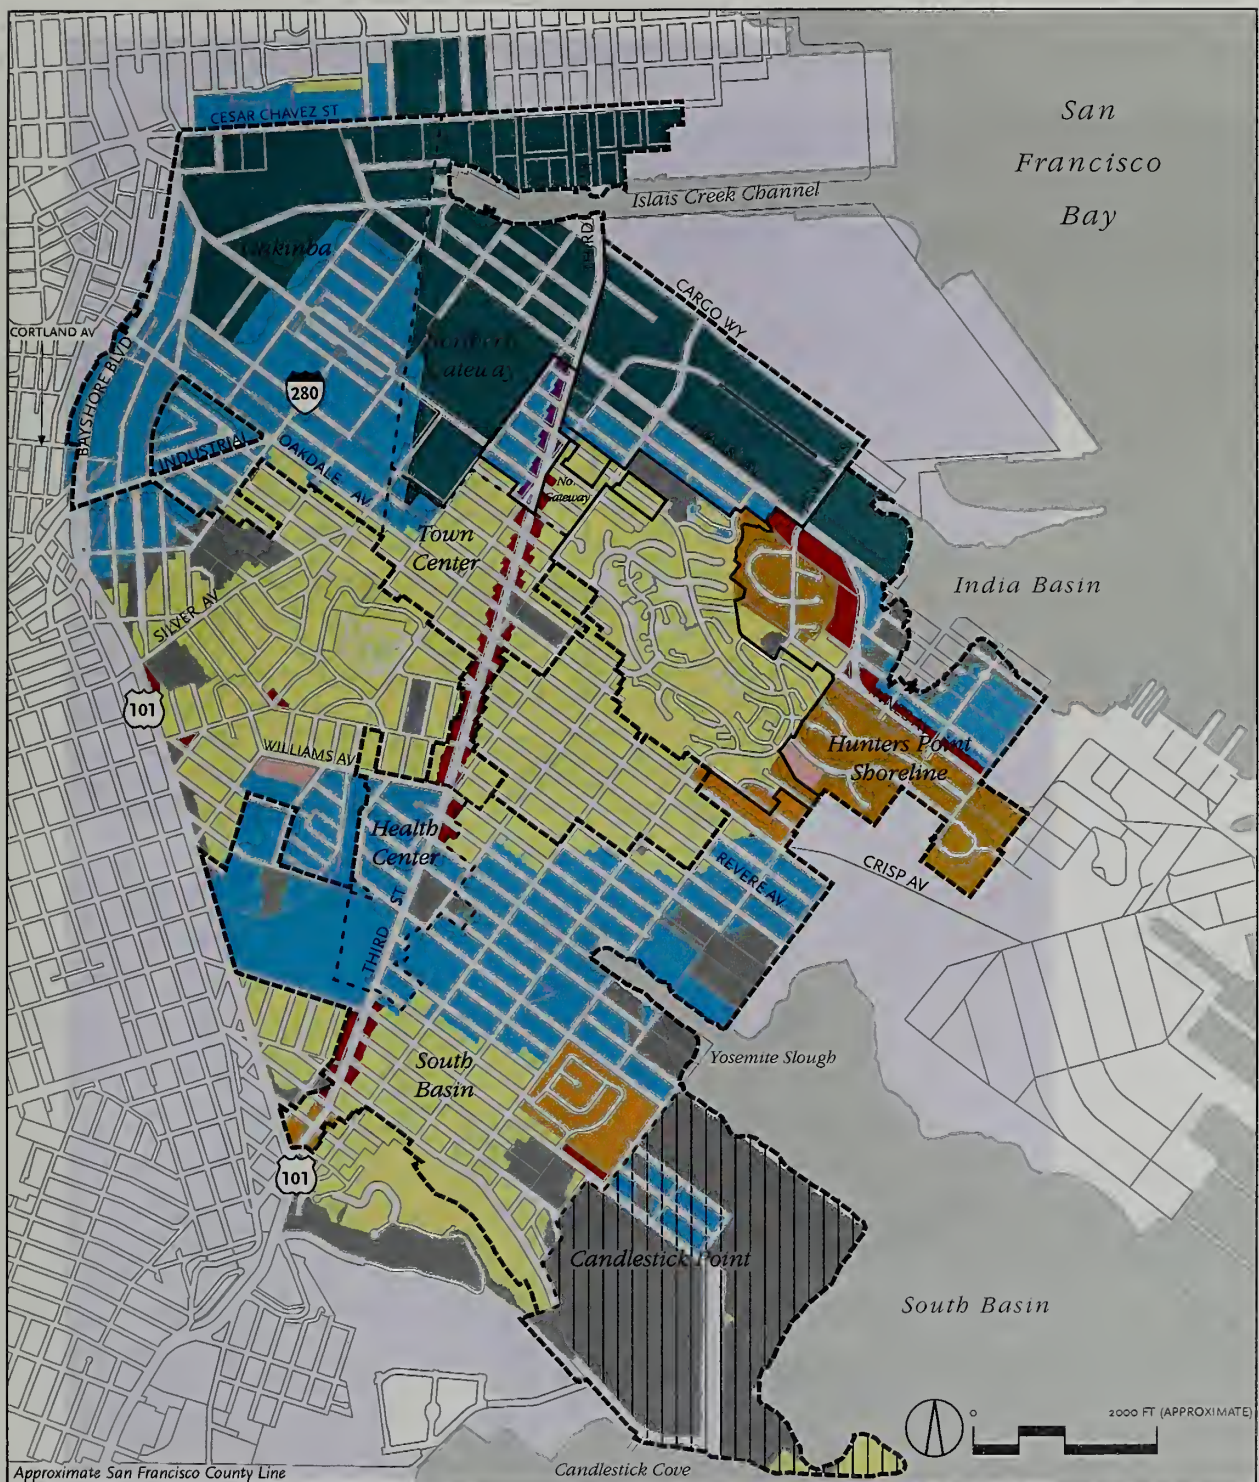 San
Francisco
Bay
CESAR CHAVEZ ST
Islais Creek Channel
THIRD
CARGO WY
CORTLAND AV
BAYSHORE BLVD
280
INDUSTRIAL
OAKDALE AV
No.
Gateway
Town
Center
India Basin
SILVER AV
101
WILLIAMS AV
Hunters Point
Shoreline
Health
Center
REVERE AV
CRISP AV
THIRD ST
Yosemite Slough
South
Basin
101
Candlestick Point
South Basin
0
2000 FT (APPROXIMATE)
Approximate San Francisco County Line
Candlestick Cove